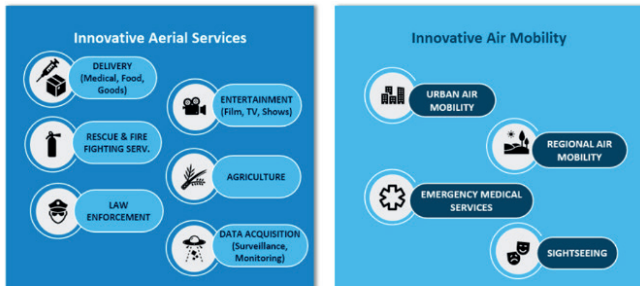 Innovative Aerial Services
DELIVERY
(Medical, Food,
Goods)
ENTERTAINMENT
(Film, TV, Shows)
RESCUE & FIRE
FIGHTING SERV.
AGRICULTURE
LAW
ENFORCEMENT
DATA ACQUISITION
(Surveillance,
Monitoring)
Innovative Air Mobility
URBAN AIR
MOBILITY
REGIONAL AIR
MOBILITY
EMERGENCY MEDICAL
SERVICES
SIGHTSEEING